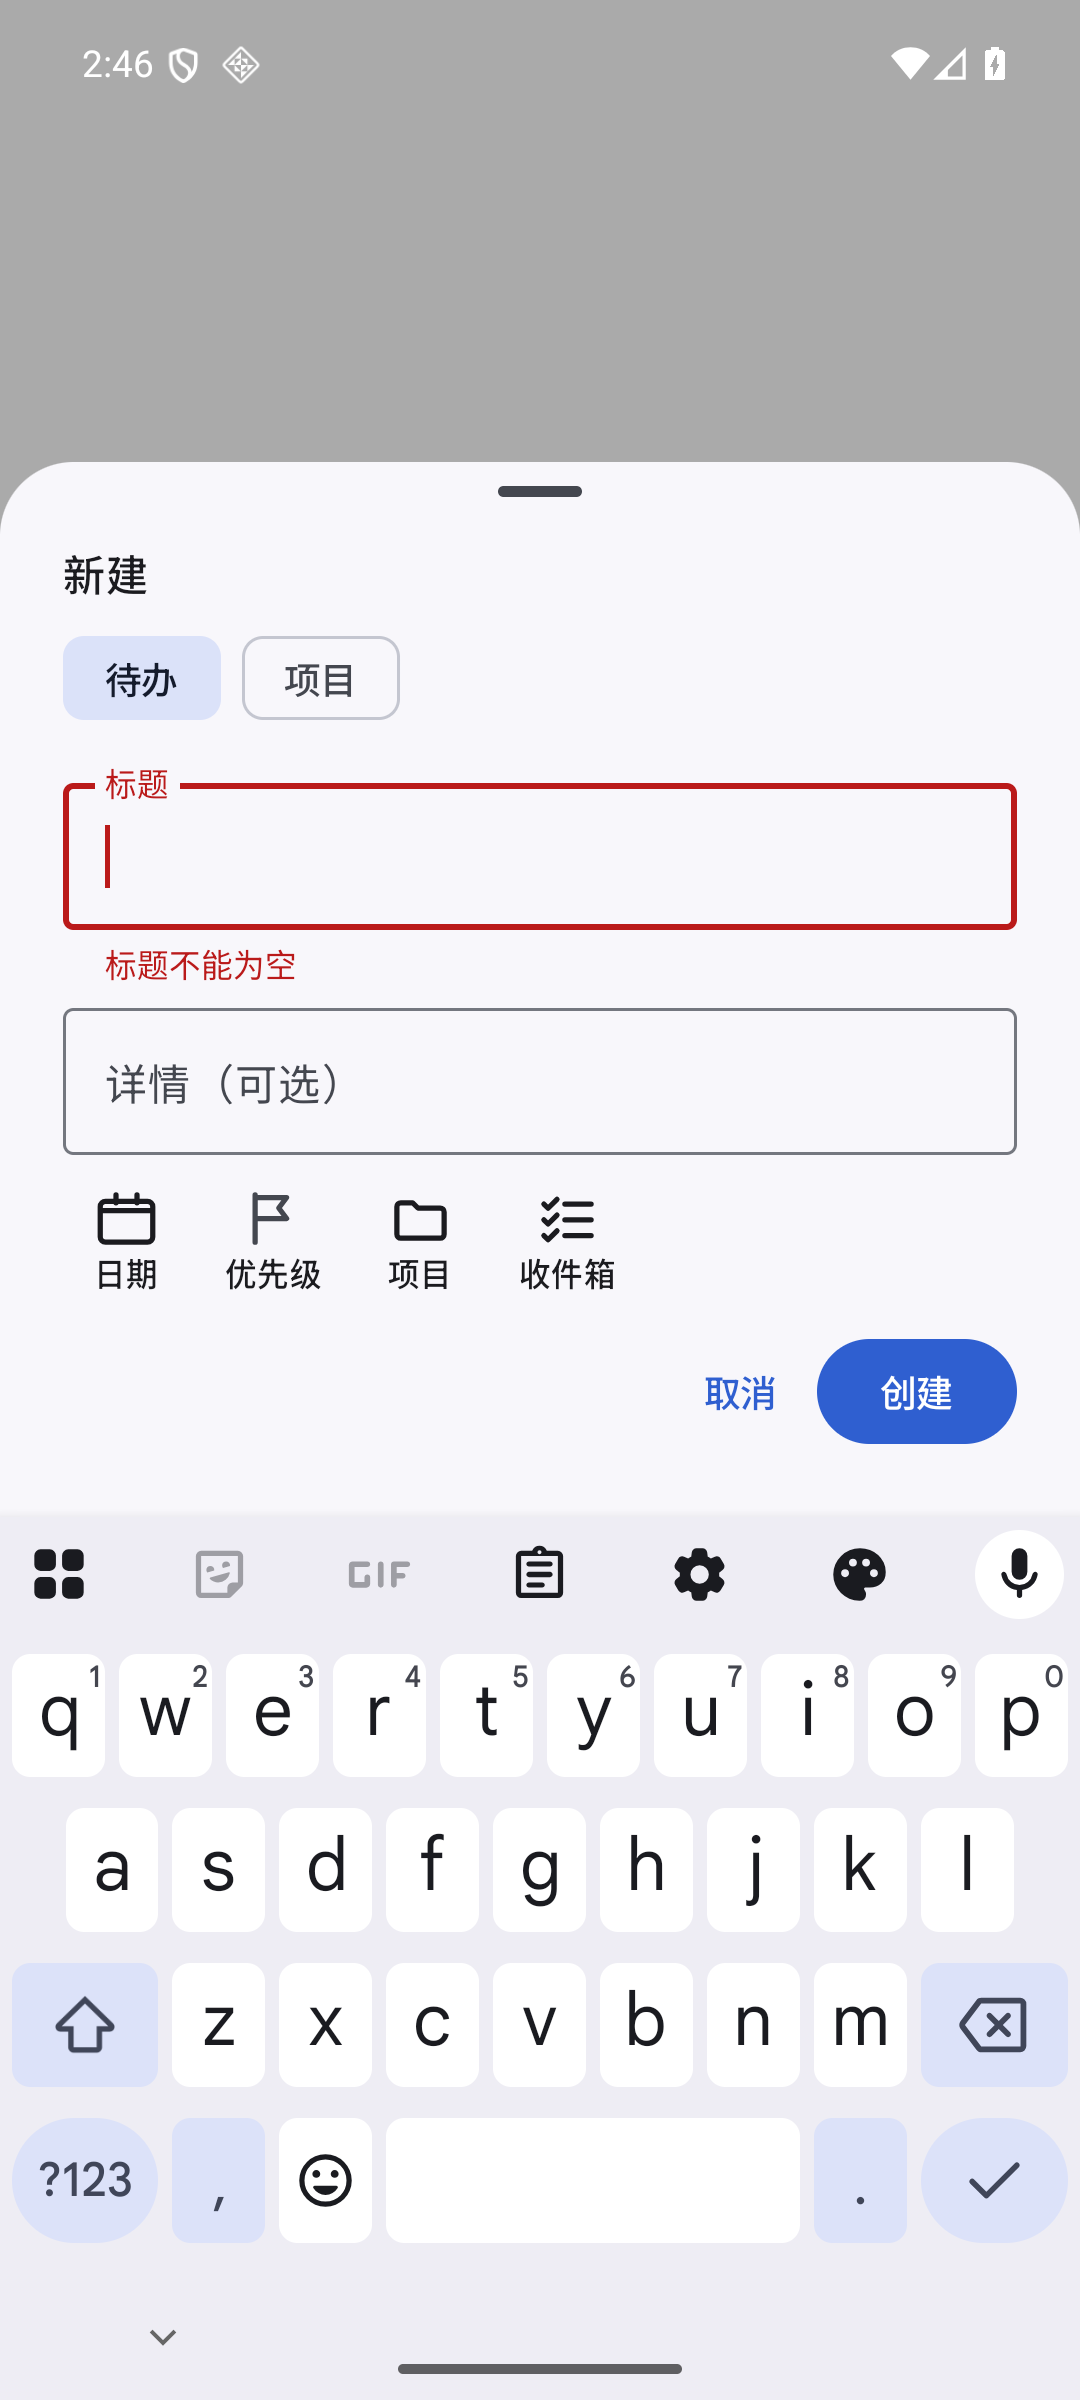 2:46
新建
待办 项目
标题
标题不能为空
详情（可选）
日期 优先级 项目 收件箱
取消 创建
GIF
q1 w2 e3 r4 t5 y6 u7 i8 o9 p0
a s d f g h j k l
z x c v b n m
?123 , .